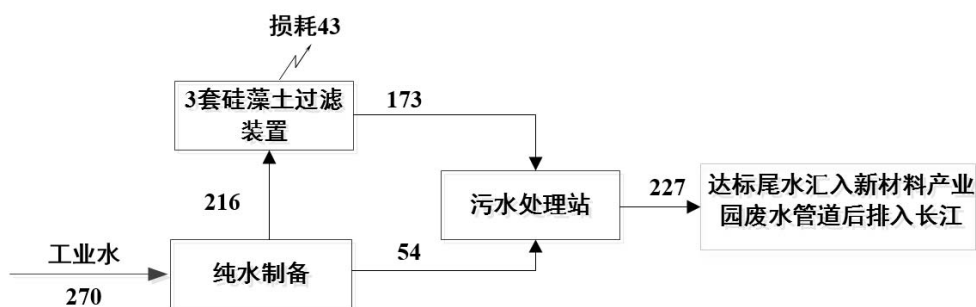 损耗43
3套硅藻土过滤
装置
173
216
污水处理站
227
达标尾水汇入新材料产业
园废水管道后排入长江
工业水
270
纯水制备
54